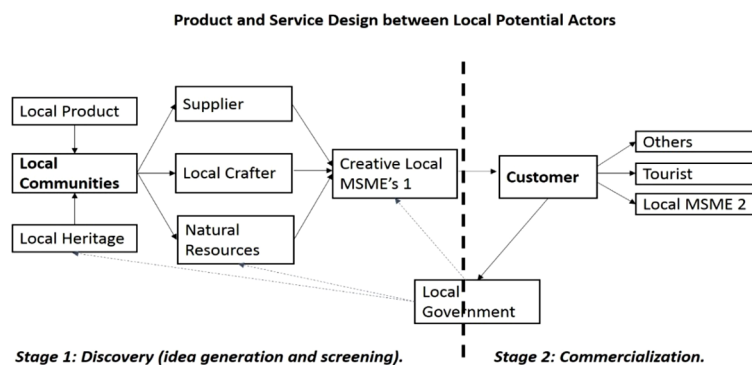 Product and Service Design between Local Potential Actors
Local Product
Local
Communities
Local Heritage
Supplier
Local Crafter
Natural
Resources
Creative Local
MSME's 1
Customer
Others
Tourist
Local MSME 2
Local
Government
Stage 1: Discovery (idea generation and screening).
Stage 2: Commercialization.